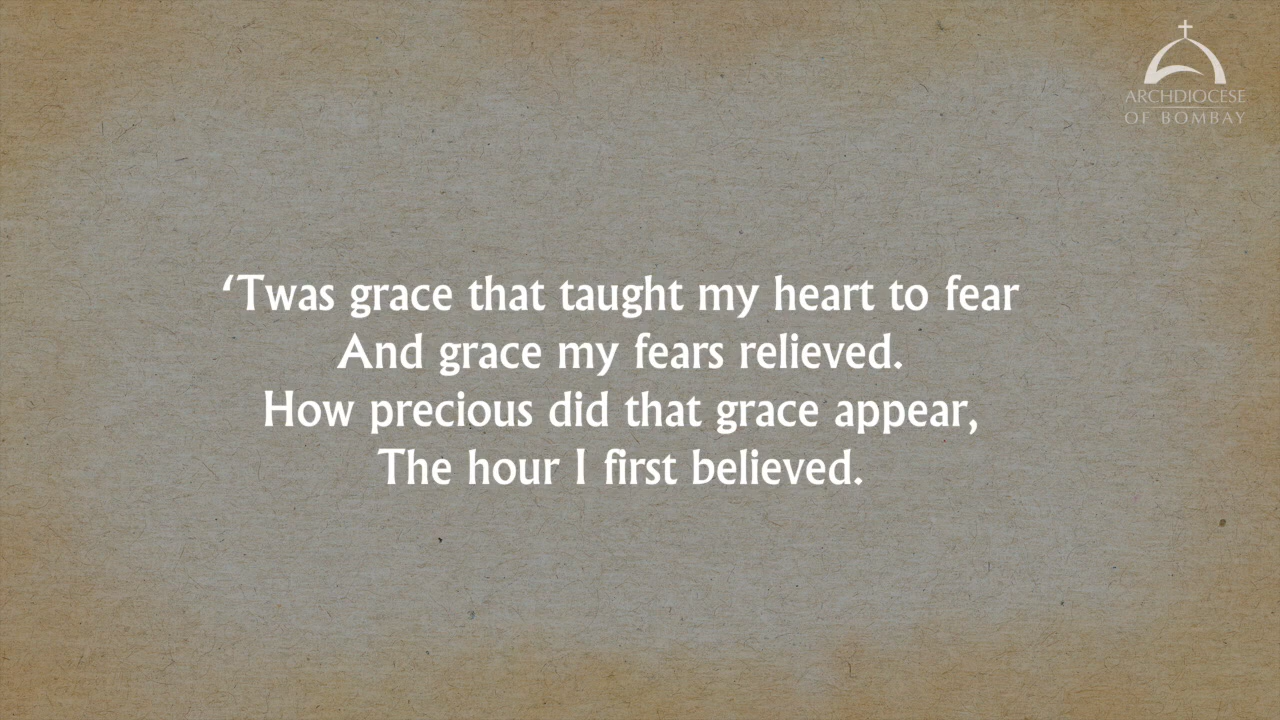 ARCHDIOCESE
OF BOMBAY
‘Twas grace that taught my heart to fear
And grace my fears relieved.
How precious did that grace appear,
The hour I first believed.